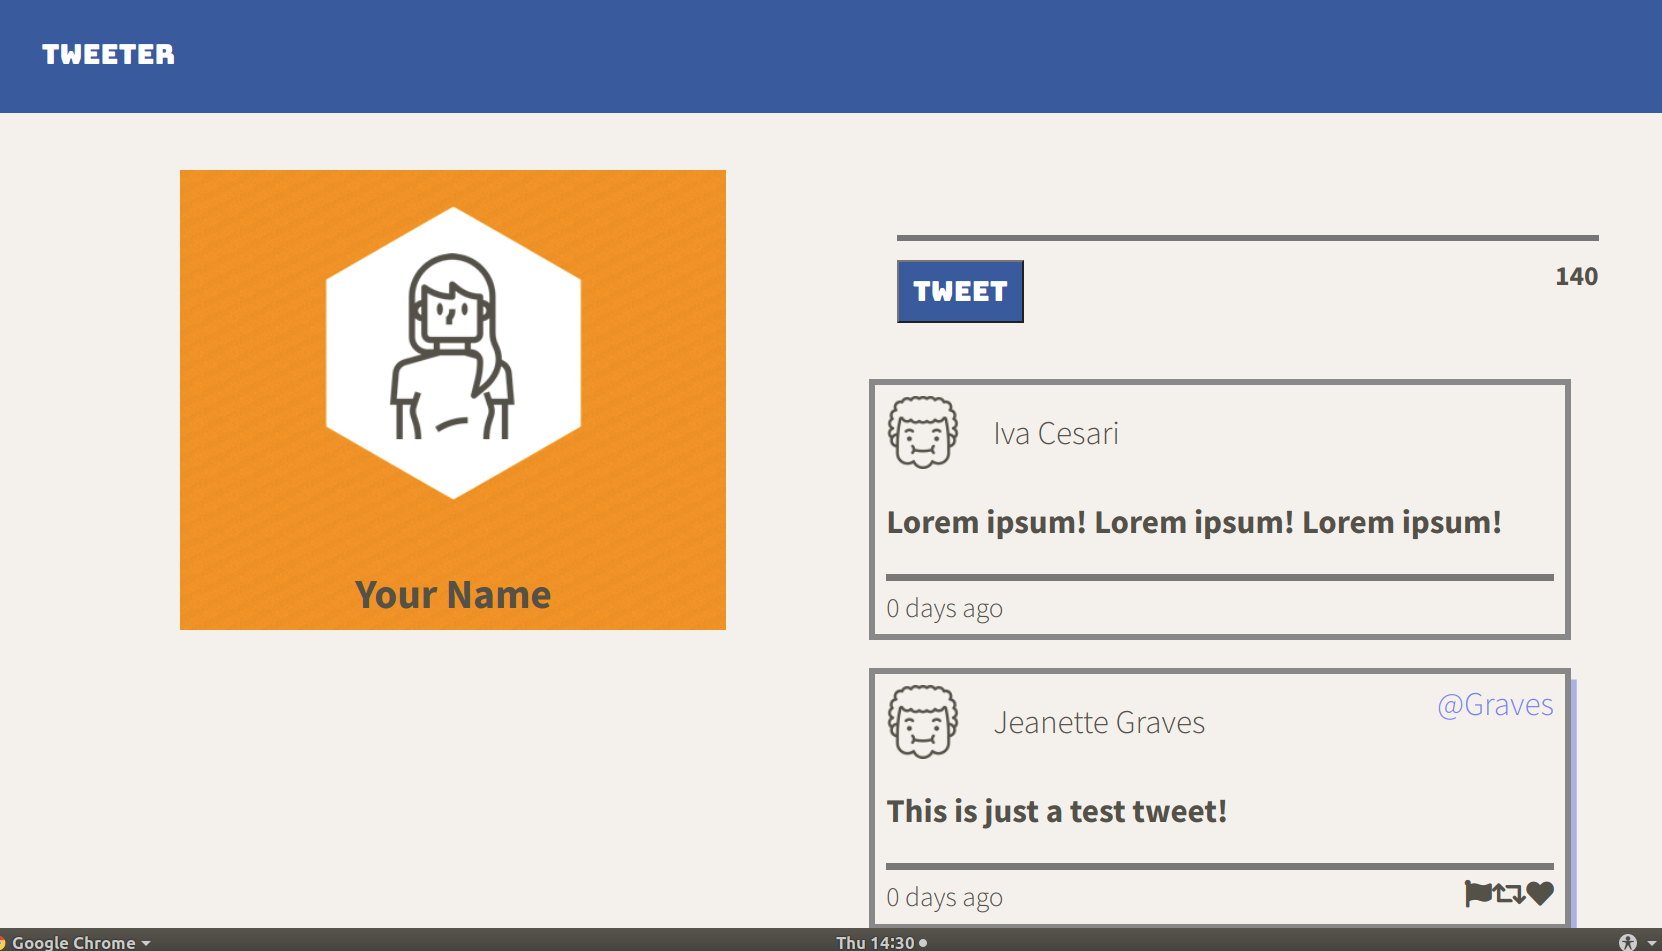 TWEETER
Your Name
TWEET
140
Iva Cesari
Lorem ipsum! Lorem ipsum! Lorem ipsum!
0 days ago
Jeanette Graves
@Graves
This is just a test tweet!
0 days ago
Google Chrome
Thu 14:30